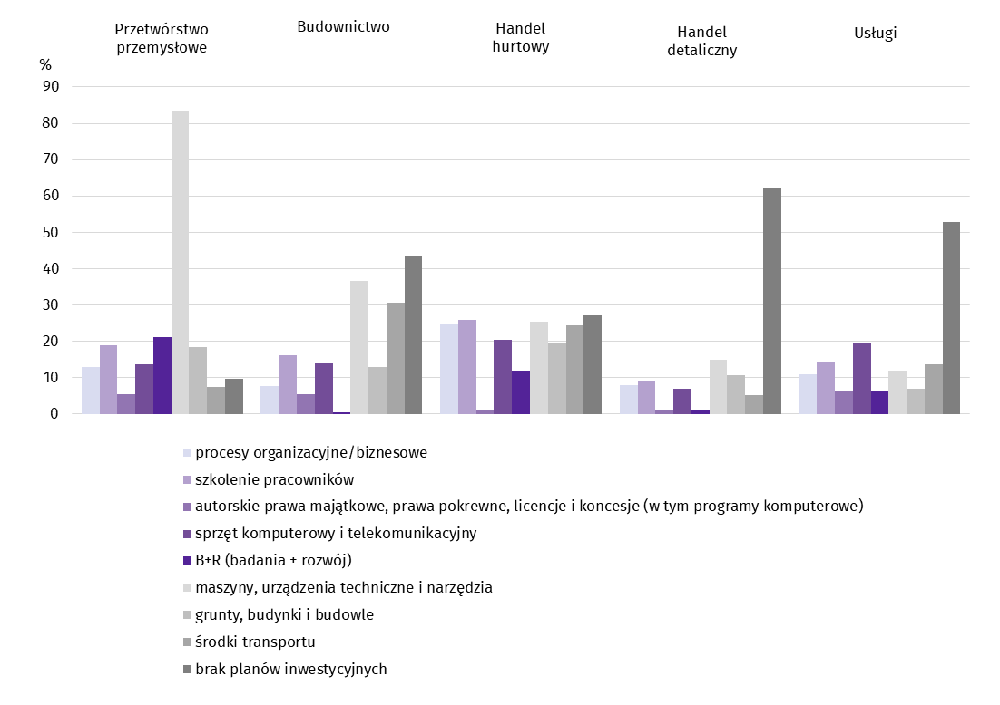 Przetwórstwo
przemysłowe
Budownictwo
Handel
hurtowy
Handel
detaliczny
Usługi
%
90
80
70
60
50
40
30
20
10
0
procesy organizacyjne/biznesowe
szkolenie pracowników
autorskie prawa majątkowe, prawa pokrewne, licencje i koncesje (w tym programy komputerowe)
sprzęt komputerowy i telekomunikacyjny
B+R (badania + rozwój)
maszyny, urządzenia techniczne i narzędzia
grunty, budynki i budowle
środki transportu
brak planów inwestycyjnych